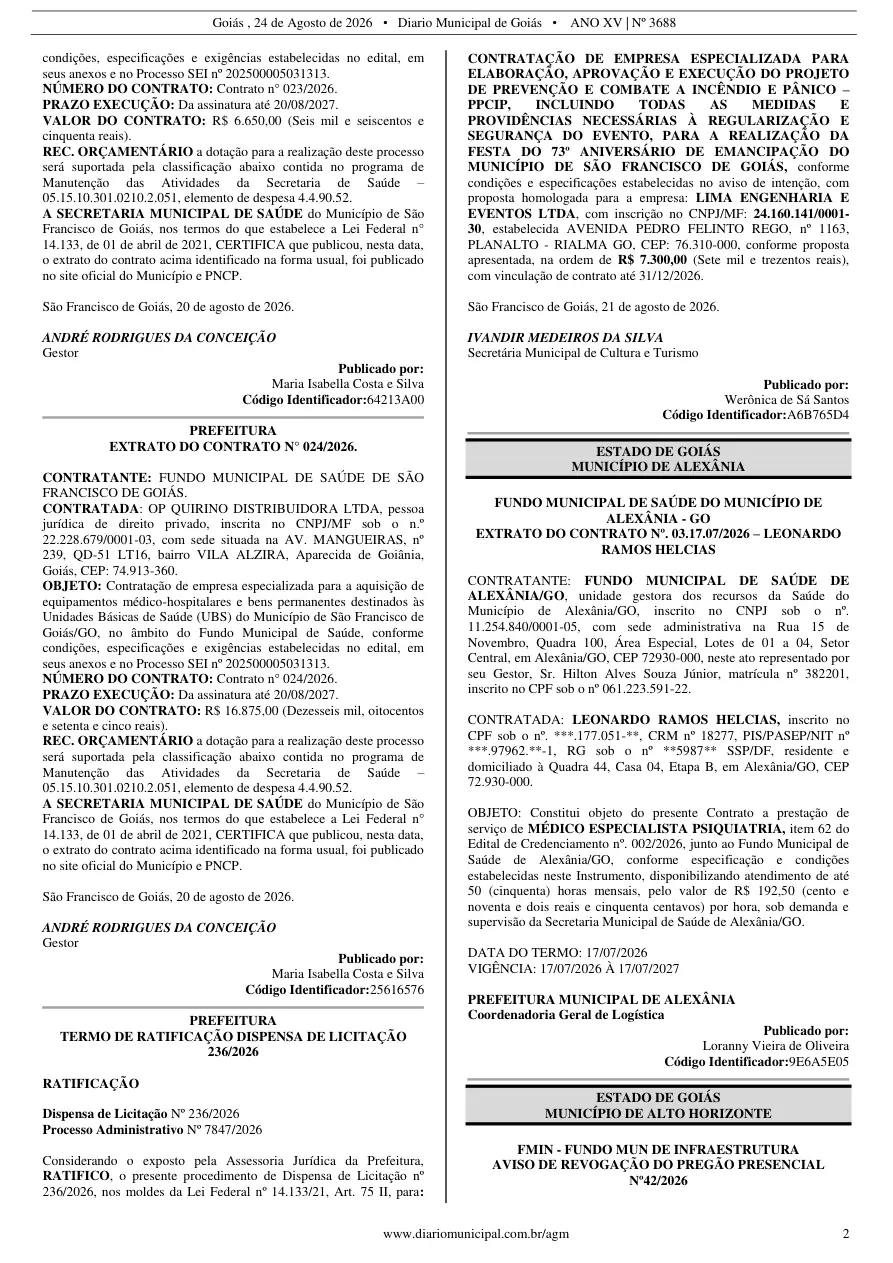 Goiás , 24 de Agosto de 2026 • Diario Municipal de Goiás • ANO XV | Nº 3688
condições, especificações e exigências estabelecidas no edital, em
seus anexos e no Processo SEI nº 202500005031313.
NÚMERO DO CONTRATO: Contrato n° 023/2026.
PRAZO EXECUÇÃO: Da assinatura até 20/08/2027.
VALOR DO CONTRATO: R$ 6.650,00 (Seis mil e seiscentos e
cinquenta reais).
REC. ORÇAMENTÁRIO a dotação para a realização deste processo
será suportada pela classificação abaixo contida no programa de
Manutenção das Atividades da Secretaria de Saúde –
05.15.10.301.0210.2.051, elemento de despesa 4.4.90.52.
A SECRETARIA MUNICIPAL DE SAÚDE do Município de São
Francisco de Goiás, nos termos do que estabelece a Lei Federal n°
14.133, de 01 de abril de 2021, CERTIFICA que publicou, nesta data,
o extrato do contrato acima identificado na forma usual, foi publicado
no site oficial do Município e PNCP.
São Francisco de Goiás, 20 de agosto de 2026.
ANDRÉ RODRIGUES DA CONCEIÇÃO
Gestor
Publicado por:
Maria Isabella Costa e Silva
Código Identificador:64213A00
PREFEITURA
EXTRATO DO CONTRATO N° 024/2026.
CONTRATANTE: FUNDO MUNICIPAL DE SAÚDE DE SÃO
FRANCISCO DE GOIÁS.
CONTRATADA: OP QUIRINO DISTRIBUIDORA LTDA, pessoa
jurídica de direito privado, inscrita no CNPJ/MF sob o n.º
22.228.679/0001-03, com sede situada na AV. MANGUEIRAS, nº
239, QD-51 LT16, bairro VILA ALZIRA, Aparecida de Goiânia,
Goiás, CEP: 74.913-360.
OBJETO: Contratação de empresa especializada para a aquisição de
equipamentos médico-hospitalares e bens permanentes destinados às
Unidades Básicas de Saúde (UBS) do Município de São Francisco de
Goiás/GO, no âmbito do Fundo Municipal de Saúde, conforme
condições, especificações e exigências estabelecidas no edital, em
seus anexos e no Processo SEI nº 202500005031313.
NÚMERO DO CONTRATO: Contrato n° 024/2026.
PRAZO EXECUÇÃO: Da assinatura até 20/08/2027.
VALOR DO CONTRATO: R$ 16.875,00 (Dezesseis mil, oitocentos
e setenta e cinco reais).
REC. ORÇAMENTÁRIO a dotação para a realização deste processo
será suportada pela classificação abaixo contida no programa de
Manutenção das Atividades da Secretaria de Saúde –
05.15.10.301.0210.2.051, elemento de despesa 4.4.90.52.
A SECRETARIA MUNICIPAL DE SAÚDE do Município de São
Francisco de Goiás, nos termos do que estabelece a Lei Federal n°
14.133, de 01 de abril de 2021, CERTIFICA que publicou, nesta data,
o extrato do contrato acima identificado na forma usual, foi publicado
no site oficial do Município e PNCP.
São Francisco de Goiás, 20 de agosto de 2026.
ANDRÉ RODRIGUES DA CONCEIÇÃO
Gestor
Publicado por:
Maria Isabella Costa e Silva
Código Identificador:25616576
PREFEITURA
TERMO DE RATIFICAÇÃO DISPENSA DE LICITAÇÃO
236/2026
RATIFICAÇÃO
Dispensa de Licitação Nº 236/2026
Processo Administrativo Nº 7847/2026
Considerando o exposto pela Assessoria Jurídica da Prefeitura,
RATIFICO, o presente procedimento de Dispensa de Licitação nº
236/2026, nos moldes da Lei Federal nº 14.133/21, Art. 75 II, para:
CONTRATAÇÃO DE EMPRESA ESPECIALIZADA PARA
ELABORAÇÃO, APROVAÇÃO E EXECUÇÃO DO PROJETO
DE PREVENÇÃO E COMBATE A INCÊNDIO E PÂNICO –
PPCIP, INCLUINDO TODAS AS MEDIDAS E
PROVIDÊNCIAS NECESSÁRIAS À REGULARIZAÇÃO E
SEGURANÇA DO EVENTO, PARA A REALIZAÇÃO DA
FESTA DO 73º ANIVERSÁRIO DE EMANCIPAÇÃO DO
MUNICÍPIO DE SÃO FRANCISCO DE GOIÁS, conforme
condições e especificações estabelecidas no aviso de intenção, com
proposta homologada para a empresa: LIMA ENGENHARIA E
EVENTOS LTDA, com inscrição no CNPJ/MF: 24.160.141/0001-
30, estabelecida AVENIDA PEDRO FELINTO REGO, nº 1163,
PLANALTO - RIALMA GO, CEP: 76.310-000, conforme proposta
apresentada, na ordem de R$ 7.300,00 (Sete mil e trezentos reais),
com vinculação de contrato até 31/12/2026.
São Francisco de Goiás, 21 de agosto de 2026.
IVANDIR MEDEIROS DA SILVA
Secretária Municipal de Cultura e Turismo
Publicado por:
Werônica de Sá Santos
Código Identificador:A6B765D4
ESTADO DE GOIÁS
MUNICÍPIO DE ALEXÂNIA
FUNDO MUNICIPAL DE SAÚDE DO MUNICÍPIO DE
ALEXÂNIA - GO
EXTRATO DO CONTRATO Nº. 03.17.07/2026 – LEONARDO
RAMOS HELCIAS
CONTRATANTE: FUNDO MUNICIPAL DE SAÚDE DE
ALEXÂNIA/GO, unidade gestora dos recursos da Saúde do
Município de Alexânia/GO, inscrito no CNPJ sob o nº.
11.254.840/0001-05, com sede administrativa na Rua 15 de
Novembro, Quadra 100, Área Especial, Lotes de 01 a 04, Setor
Central, em Alexânia/GO, CEP 72930-000, neste ato representado por
seu Gestor, Sr. Hilton Alves Souza Júnior, matrícula nº 382201,
inscrito no CPF sob o nº 061.223.591-22.
CONTRATADA: LEONARDO RAMOS HELCIAS, inscrito no
CPF sob o nº. ***.177.051-**, CRM nº 18277, PIS/PASEP/NIT nº
***.97962.**-1, RG sob o nº **5987** SSP/DF, residente e
domiciliado à Quadra 44, Casa 04, Etapa B, em Alexânia/GO, CEP
72.930-000.
OBJETO: Constitui objeto do presente Contrato a prestação de
serviço de MÉDICO ESPECIALISTA PSIQUIATRIA, item 62 do
Edital de Credenciamento nº. 002/2026, junto ao Fundo Municipal de
Saúde de Alexânia/GO, conforme especificação e condições
estabelecidas neste Instrumento, disponibilizando atendimento de até
50 (cinquenta) horas mensais, pelo valor de R$ 192,50 (cento e
noventa e dois reais e cinquenta centavos) por hora, sob demanda e
supervisão da Secretaria Municipal de Saúde de Alexânia/GO.
DATA DO TERMO: 17/07/2026
VIGÊNCIA: 17/07/2026 À 17/07/2027
PREFEITURA MUNICIPAL DE ALEXÂNIA
Coordenadoria Geral de Logística
Publicado por:
Loranny Vieira de Oliveira
Código Identificador:9E6A5E05
ESTADO DE GOIÁS
MUNICÍPIO DE ALTO HORIZONTE
FMIN - FUNDO MUN DE INFRAESTRUTURA
AVISO DE REVOGAÇÃO DO PREGÃO PRESENCIAL
Nº42/2026
www.diariomunicipal.com.br/agm 2